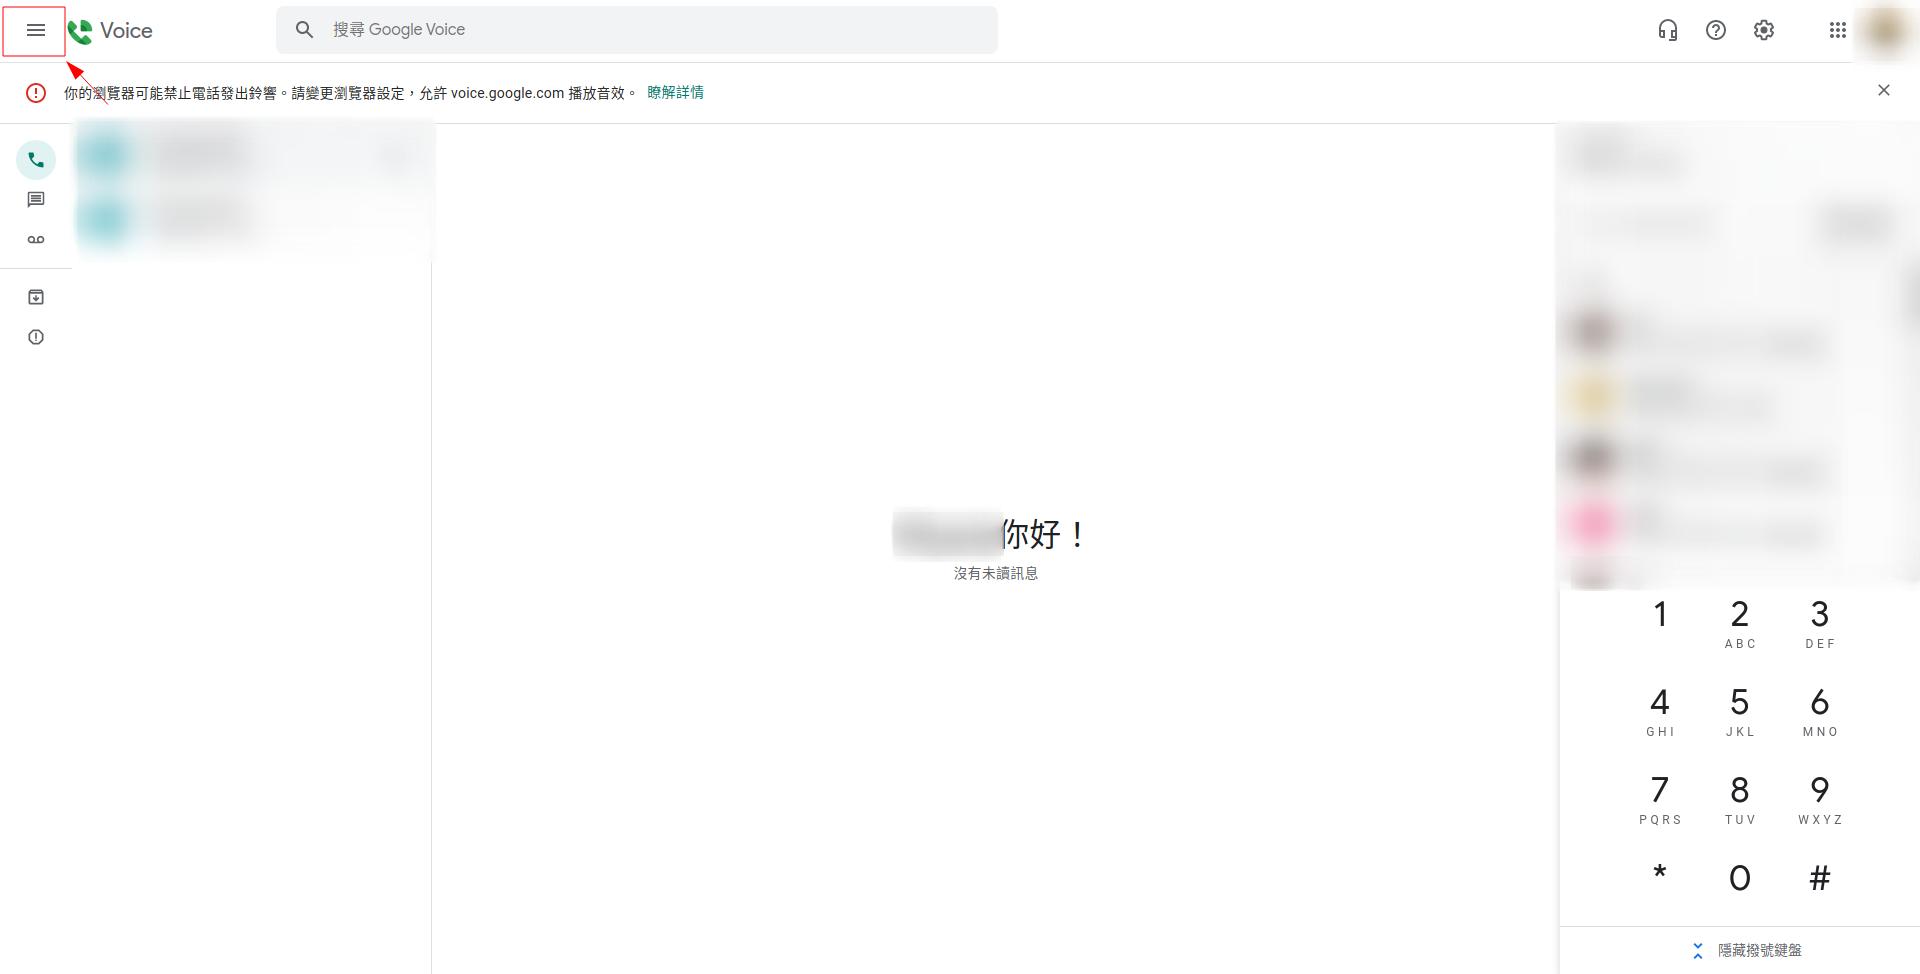 Voice
搜尋 Google Voice
你的瀏覽器可能禁止電話發出鈴響。請變更瀏覽器設定，允許 voice.google.com 播放音效。 瞭解詳情
你好！
沒有未讀訊息
1 2 3
ABC DEF
4 5 6
GHI JKL MNO
7 8 9
PQRS TUV WXYZ
* 0 #
隱藏撥號鍵盤